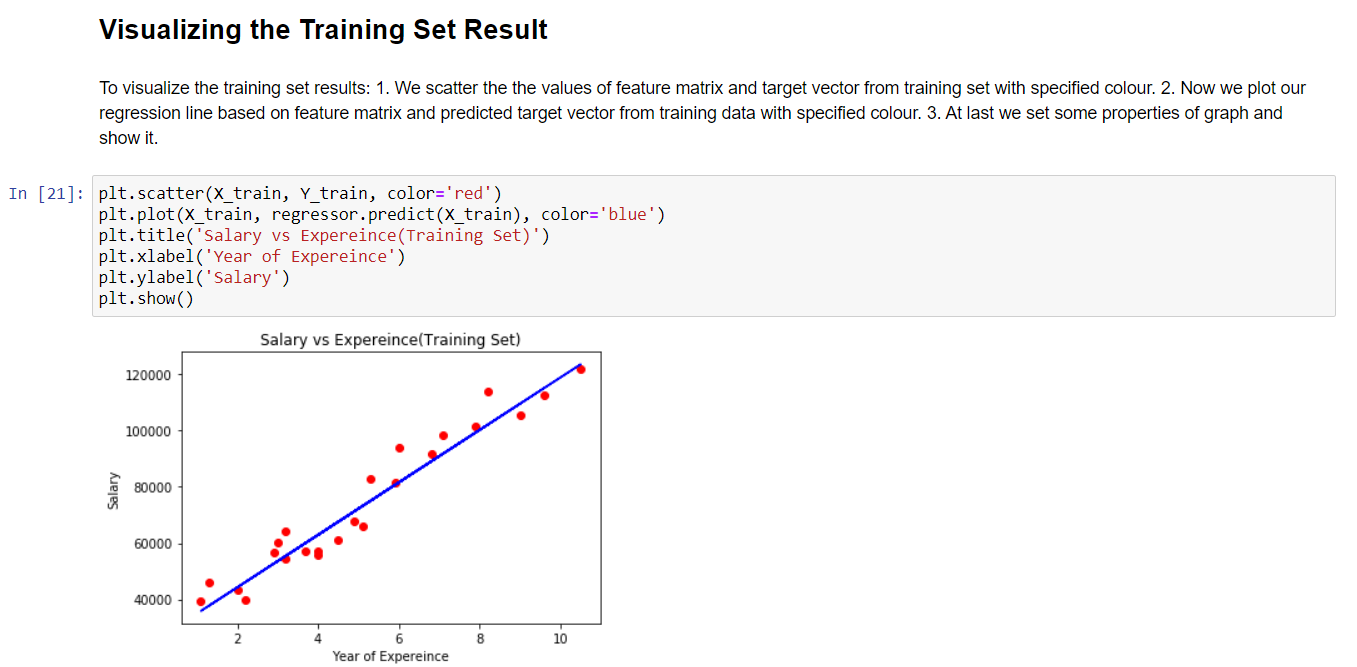 Visualizing the Training Set Result
To visualize the training set results: 1. We scatter the the values of feature matrix and target vector from training set with specified colour. 2. Now we plot our
regression line based on feature matrix and predicted target vector from training data with specified colour. 3. At last we set some properties of graph and
show it.
In [21]:
plt.scatter(X_train, Y_train, color='red')
plt.plot(X_train, regressor.predict(X_train), color='blue')
plt.title('Salary vs Expereince(Training Set)')
plt.xlabel('Year of Expereince')
plt.ylabel('Salary')
plt.show()
Salary vs Expereince(Training Set)
120000
100000
80000
60000
40000
Salary
2 4 6 8 10
Year of Expereince